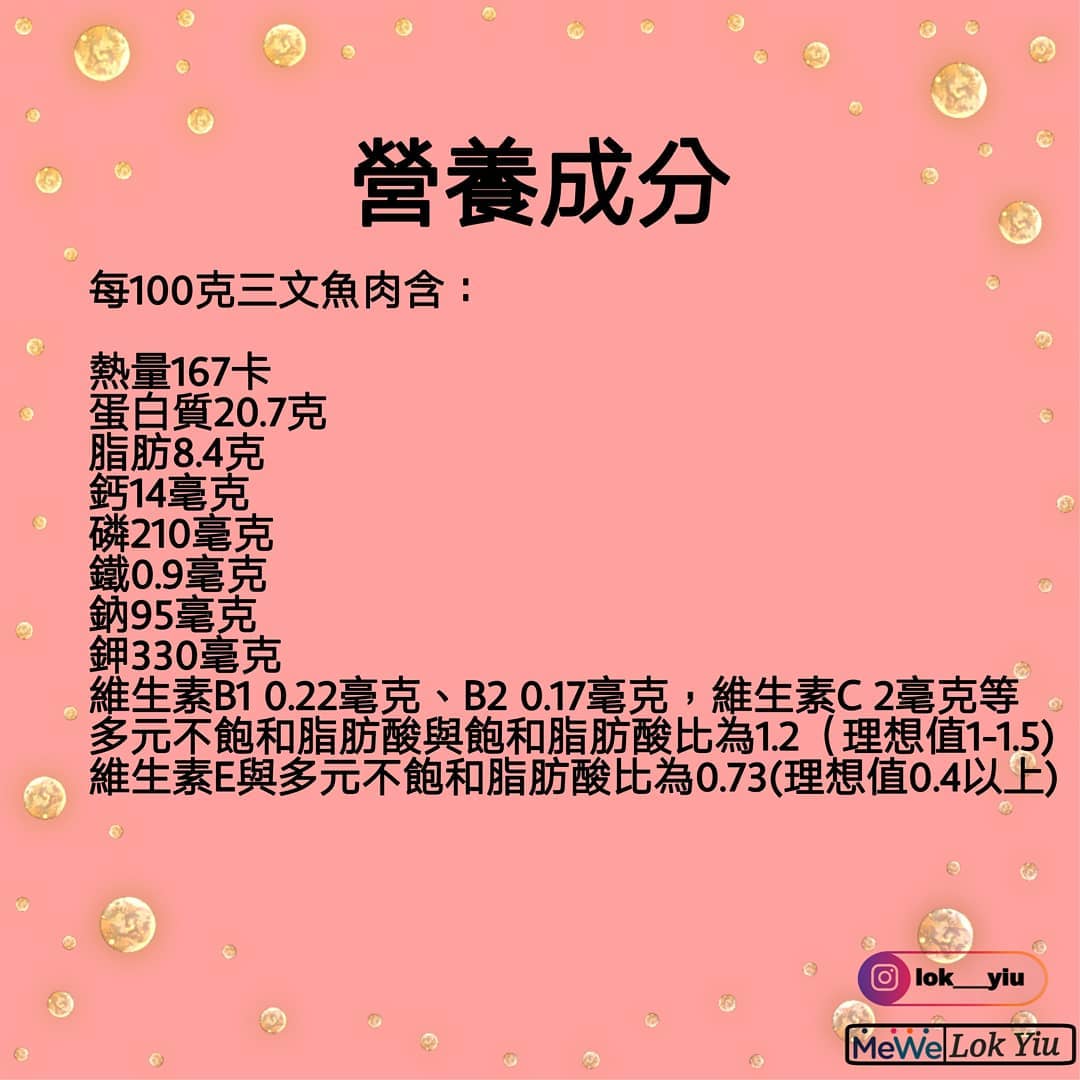 營養成分
每100克三文魚肉含：
熱量167卡
蛋白質20.7克
脂肪8.4克
鈣14毫克
磷210毫克
鐵0.9毫克
鈉95毫克
鉀330毫克
維生素B1 0.22毫克、B2 0.17毫克，維生素C 2毫克等
多元不飽和脂肪酸與飽和脂肪酸比為1.2（理想值1-1.5)
維生素E與多元不飽和脂肪酸比為0.73(理想值0.4以上)
lok__yiu
MeWe Lok Yiu